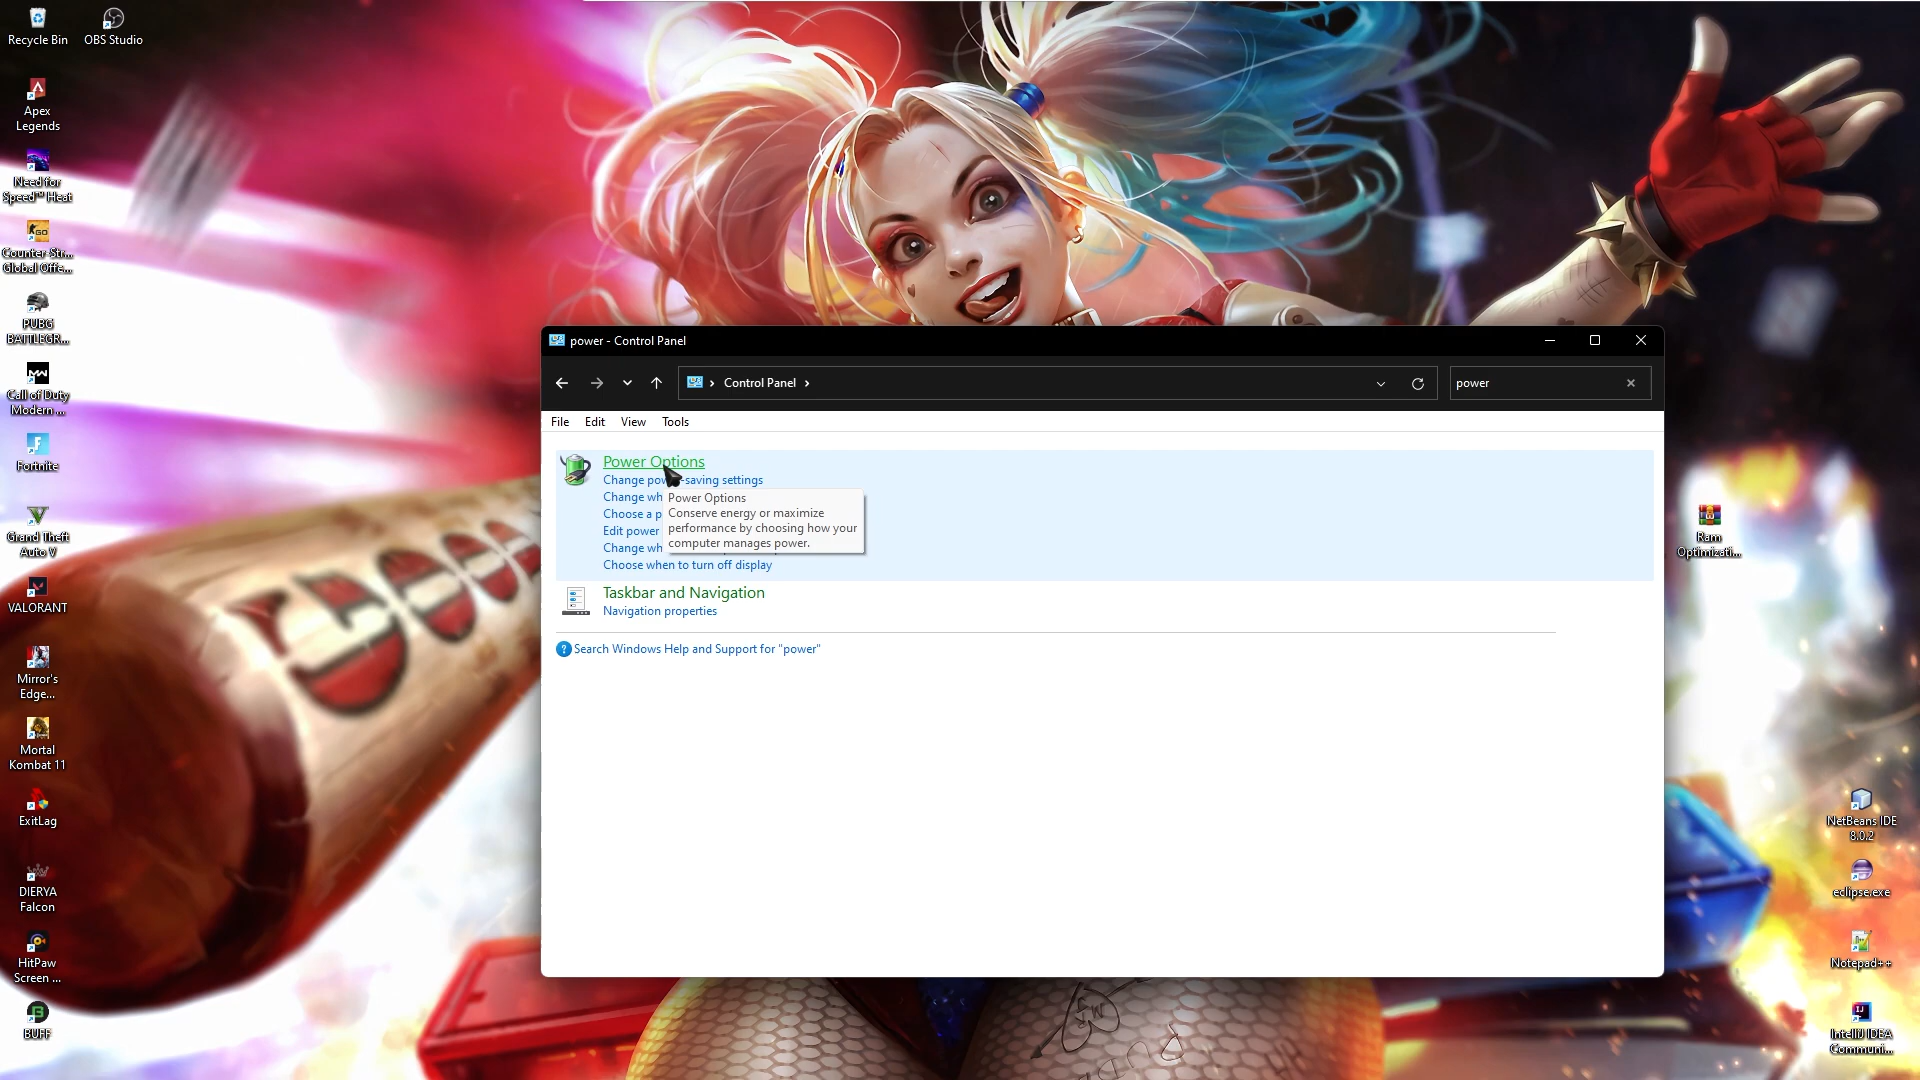 Recycle Bin
OBS Studio
Apex
Legends
Need for
Speed™ Heat
Counter-Str...
Global Offe...
PUBG
BATTLEGR...
Call of Duty
Modern ...
Fortnite
Grand Theft
Auto V
VALORANT
Mirror's
Edge...
Mortal
Kombat 11
ExitLag
DIERYA
Falcon
HitPaw
Screen ...
BUFF
power - Control Panel
Control Panel
power
File Edit View Tools
Power Options
Change pow -saving settings
Change wh
Choose a p
Edit power
Change wh
Choose when to turn off display
Power Options
Conserve energy or maximize
performance by choosing how your
computer manages power.
Taskbar and Navigation
Navigation properties
Search Windows Help and Support for "power"
Ram
Optimizati...
NetBeans IDE
8.0.2
eclipse.exe
Notepad++
IntelliJ IDEA
Communi...
GOOD